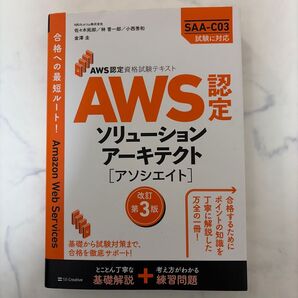 SAA-C03
試験に対応
NRIネットコム株式会社
佐々木拓郎／林 晋一郎／小西秀和
金澤 圭
合格への最短ルート！ Amazon Web Services
AWS認定資格試験テキスト
AWS認定
ソリューション
アーキテクト
[アソシエイト]
改訂
第3版
合格するために
ポイントの知識を
丁寧に解説した
万全の一冊！
基礎から試験対策まで、
合格を徹底サポート！
SB Creative
とことん丁寧な
基礎解説
+
考え方がわかる
練習問題